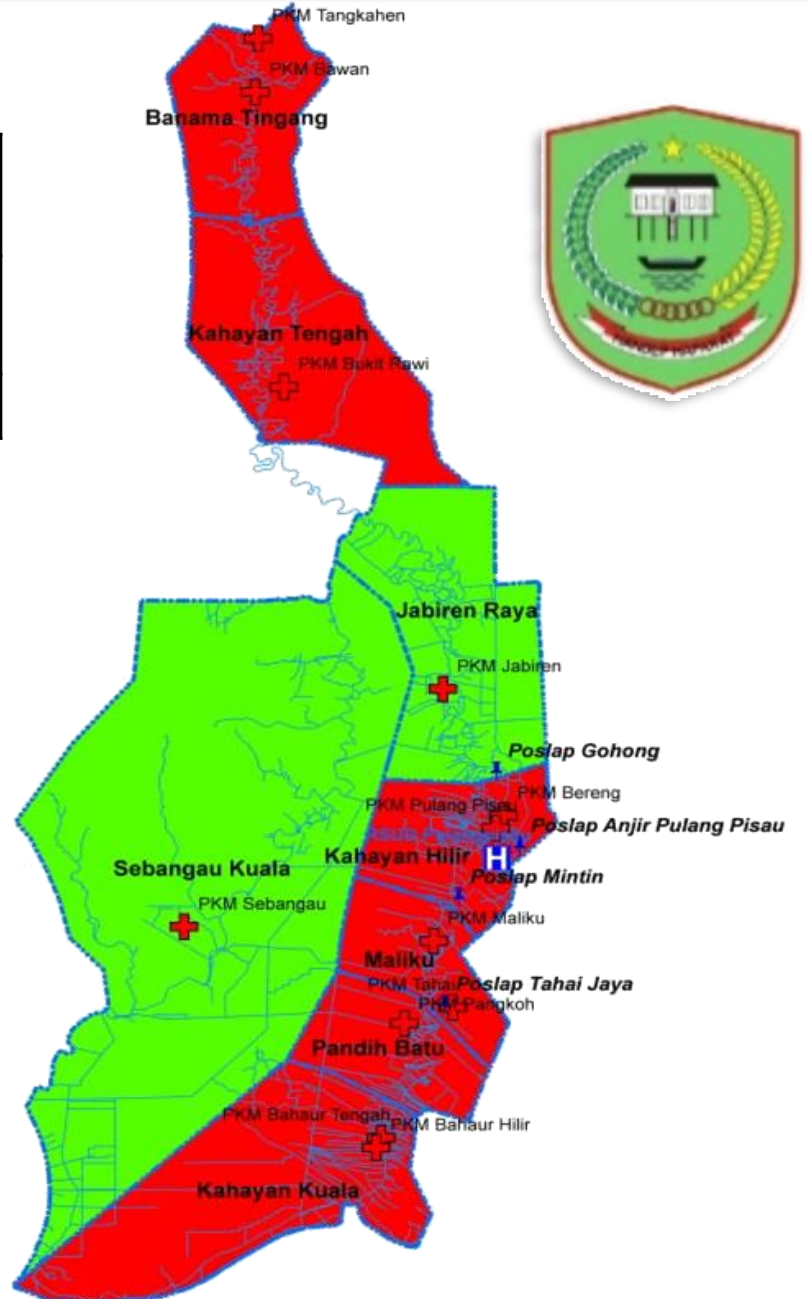 PKM Tangkahen
PKM Bawan
Banama Tingang
HANDEP HAPAKAT
Kahayan Tengah
PKM Bukit Rawi
Jabiren Raya
PKM Jabiren
Poslap Gohong
PKM Bereng
PKM Pulang Pisau
Poslap Anjir Pulang Pisau
Kahayan Hilir
H
Poslap Mintin
Sebangau Kuala
PKM Sebangau
PKM Maliku
Maliku
PKM Tahai
Poslap Tahai Jaya
PKM Pangkoh
Pandih Batu
PKM Bahaur Tengah
PKM Bahaur Hilir
Kahayan Kuala